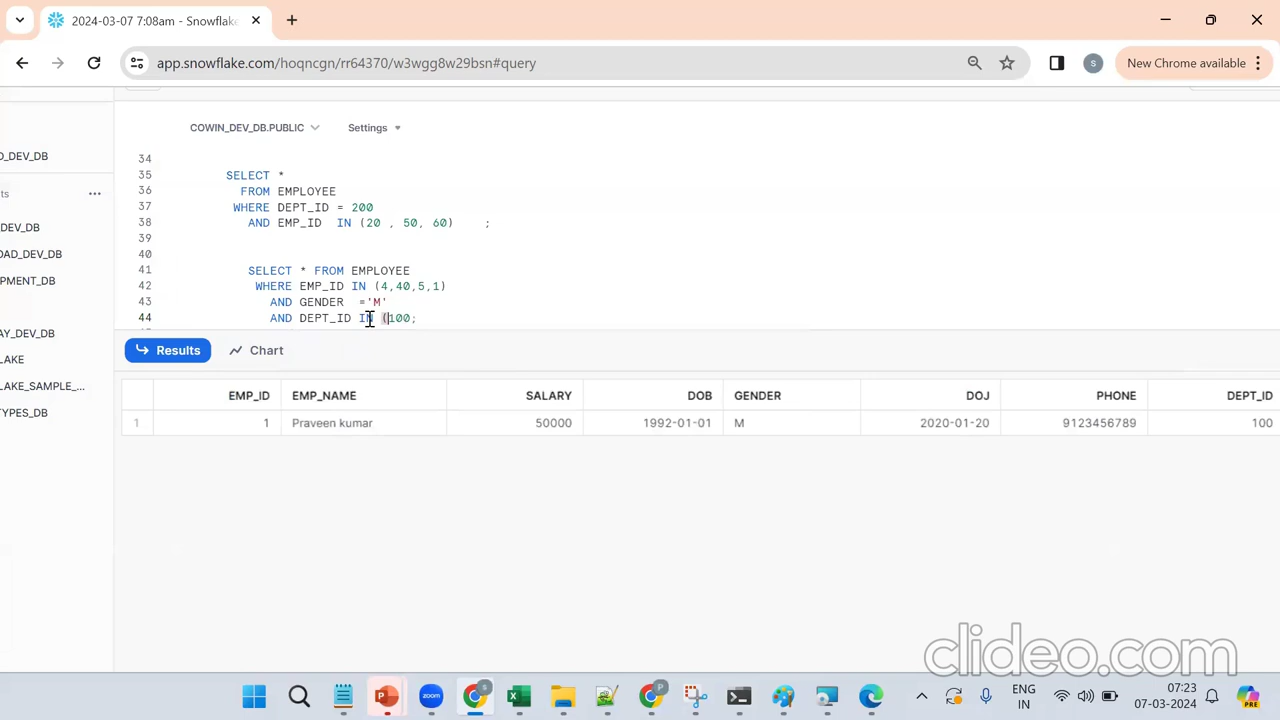 2024-03-07 7:08am - Snowflake
app.snowflake.com/hoqncgn/rr64370/w3wgg8w29bsn#query
s
New Chrome available
COWIN_DEV_DB.PUBLIC
Settings
D_DEV_DB
ts
DEV_DB
OAD_DEV_DB
PMENT_DB
AY_DEV_DB
LAKE
LAKE_SAMPLE_...
YPES_DB
34
35 SELECT *
36 FROM EMPLOYEE
37 WHERE DEPT_ID = 200
38 AND EMP_ID IN (20 , 50, 60) ;
39
40
41 SELECT * FROM EMPLOYEE
42 WHERE EMP_ID IN (4,40,5,1)
43 AND GENDER ='M'
44 AND DEPT_ID IN (100;
Results
Chart
EMP_ID EMP_NAME SALARY DOB GENDER DOJ PHONE DEPT_ID
1 1 Praveen kumar 50000 1992-01-01 M 2020-01-20 9123456789 100
clideo.com
zoom
S
P
ENG
IN
07:23
07-03-2024
PRE